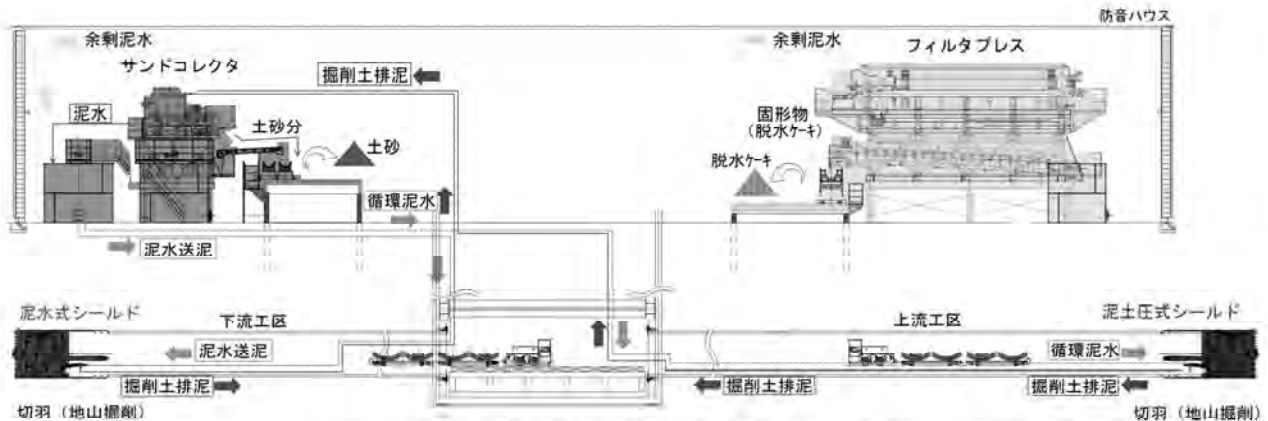 防音ハウス
余剰泥水
余剰泥水
サンドコレクタ
フィルタプレス
掘削土排泥
泥水
土砂分
土砂
固形物
(脱水ケーキ)
脱水ケーキ
循環泥水
泥水送泥
泥水式シールド
下流工区
上流工区
泥土圧式シールド
泥水送泥
循環泥水
掘削土排泥
掘削土排泥
掘削土排泥
切羽(地山掘削)
切羽(地山掘削)